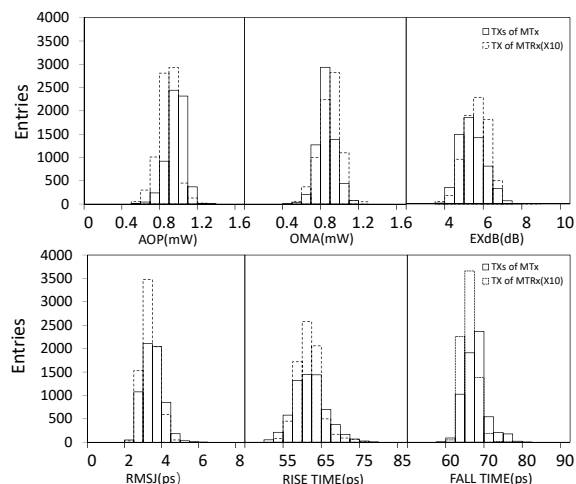 4000
3500
3000
2500
2000
1500
1000
500
0
Entries
TXs of MTx
TX of MTRx(X10)
0 0.4 0.8 1.2 1.6 0.4 0.8 1.2 1.6 4 6 8 10
AOP(mW) OMA(mW) EXdB(dB)
4000
3500
3000
2500
2000
1500
1000
500
0
Entries
TXs of MTx
TX of MTRx(X10)
0 2 4 6 8 55 65 75 85 60 70 80 90
RMSJ(ps) RISE TIME(ps) FALL TIME(ps)